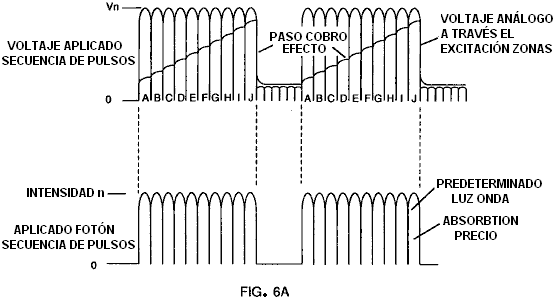 Vn
VOLTAJE APLICADO
SECUENCIA DE PULSOS
0
PASO COBRO
EFECTO
VOLTAJE ANÁLOGO
A TRAVÉS EL
EXCITACIÓN ZONAS
A B C D E F G H I J
A B C D E F G H I J
INTENSIDAD n
APLICADO FOTÓN
SECUENCIA DE PULSOS
0
PREDETERMINADO
LUZ ONDA
ABSORBTION
PRECIO
FIG. 6A